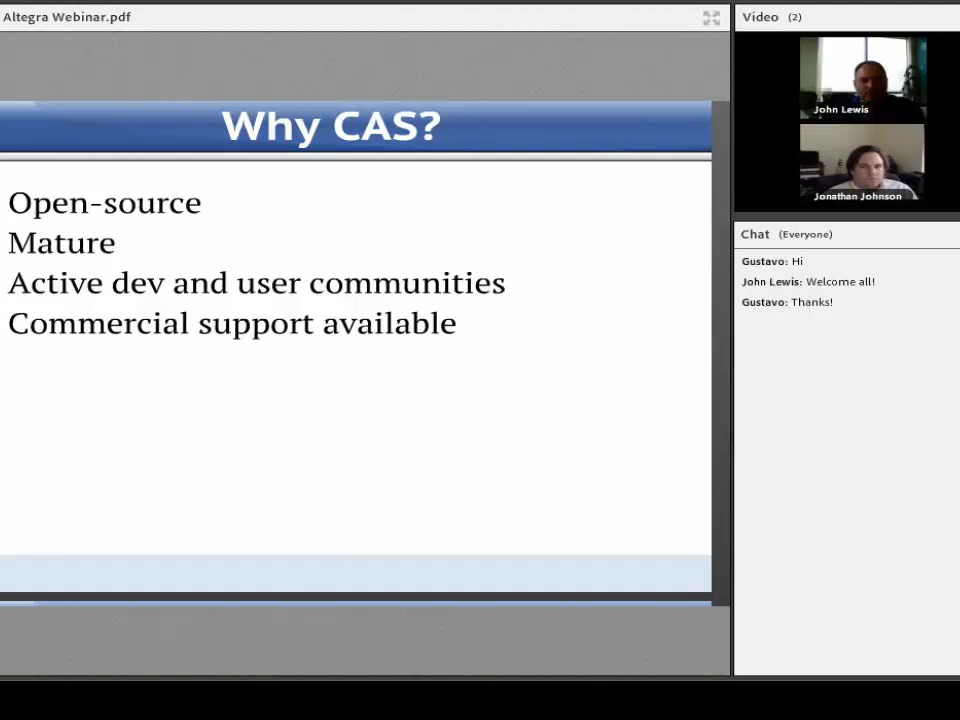 Altegra Webinar.pdf
Why CAS?
Open-source
Mature
Active dev and user communities
Commercial support available
Video (2)
John Lewis
Jonathan Johnson
Chat (Everyone)
Gustavo: Hi
John Lewis: Welcome all!
Gustavo: Thanks!